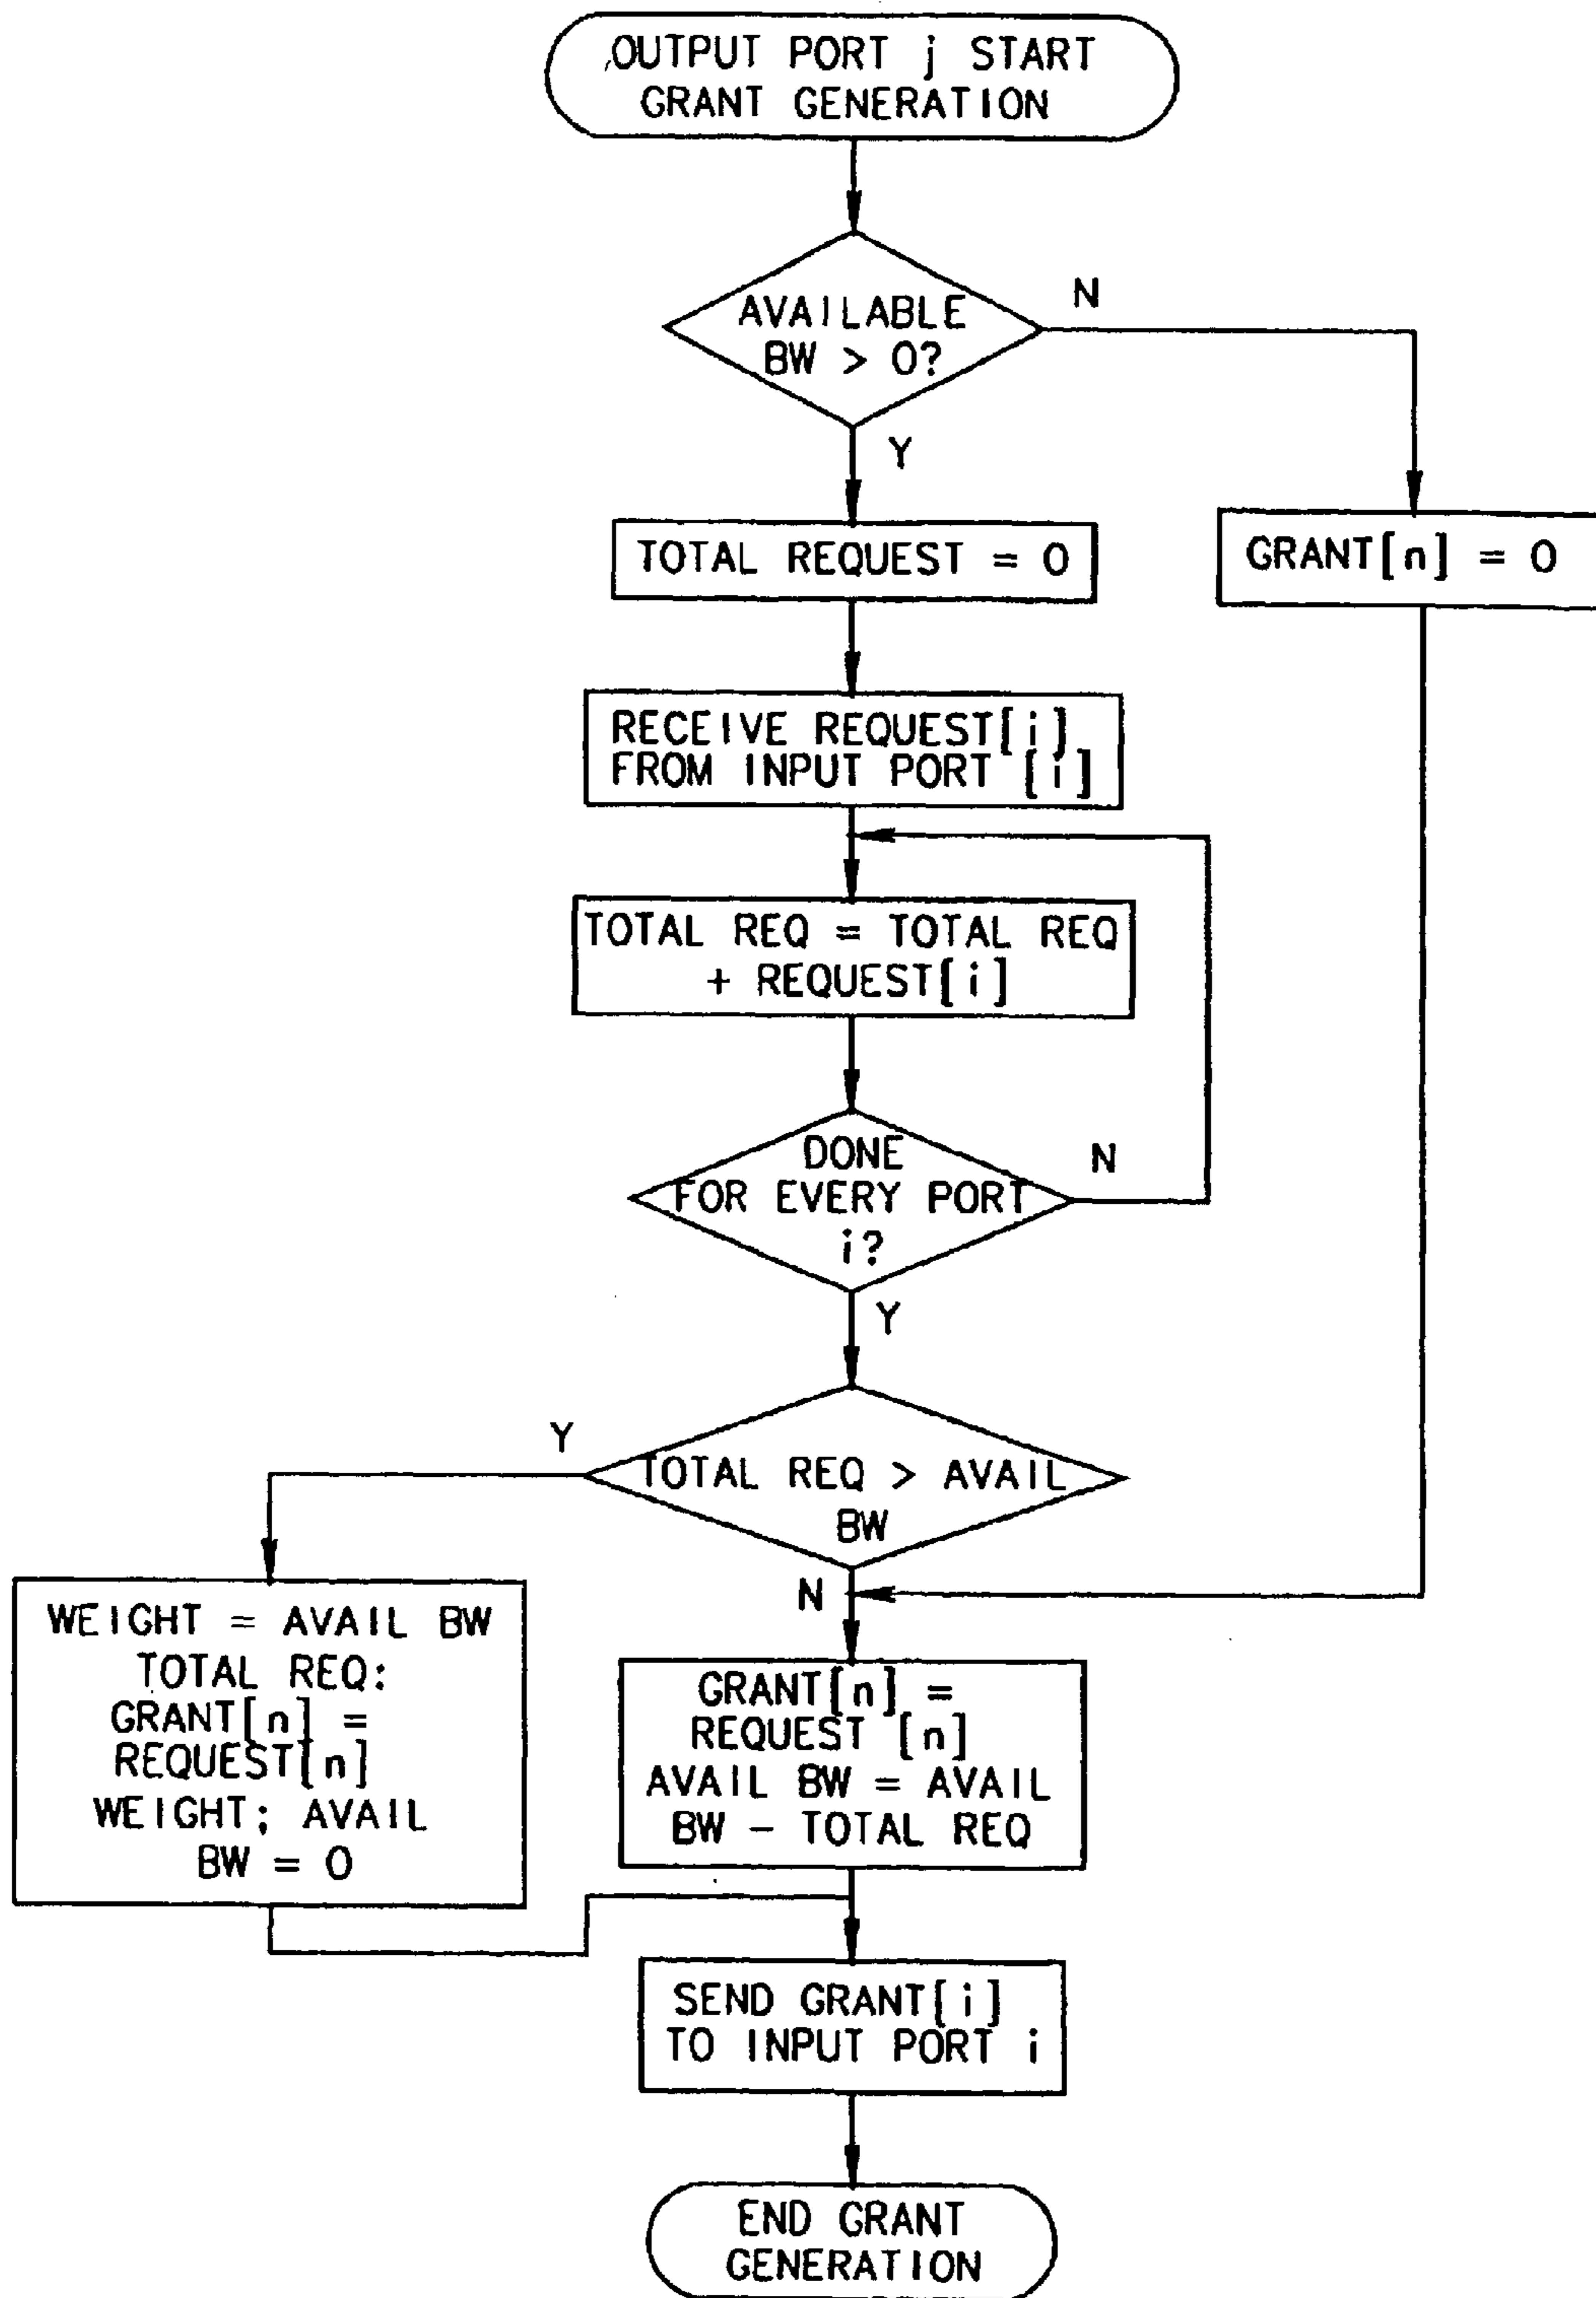 OUTPUT PORT j START
GRANT GENERATION
AVAILABLE
BW > 0?
N
Y
TOTAL REQUEST = 0
GRANT[n] = 0
RECEIVE REQUEST[i]
FROM INPUT PORT [i]
TOTAL REQ = TOTAL REQ
+ REQUEST[i]
DONE
FOR EVERY PORT
i?
N
Y
TOTAL REQ > AVAIL
BW
Y
N
WEIGHT = AVAIL BW
TOTAL REQ:
GRANT[n] =
REQUEST[n]
WEIGHT; AVAIL
BW = 0
GRANT[n] =
REQUEST [n]
AVAIL BW = AVAIL
BW - TOTAL REQ
SEND GRANT[i]
TO INPUT PORT i
END GRANT
GENERATION